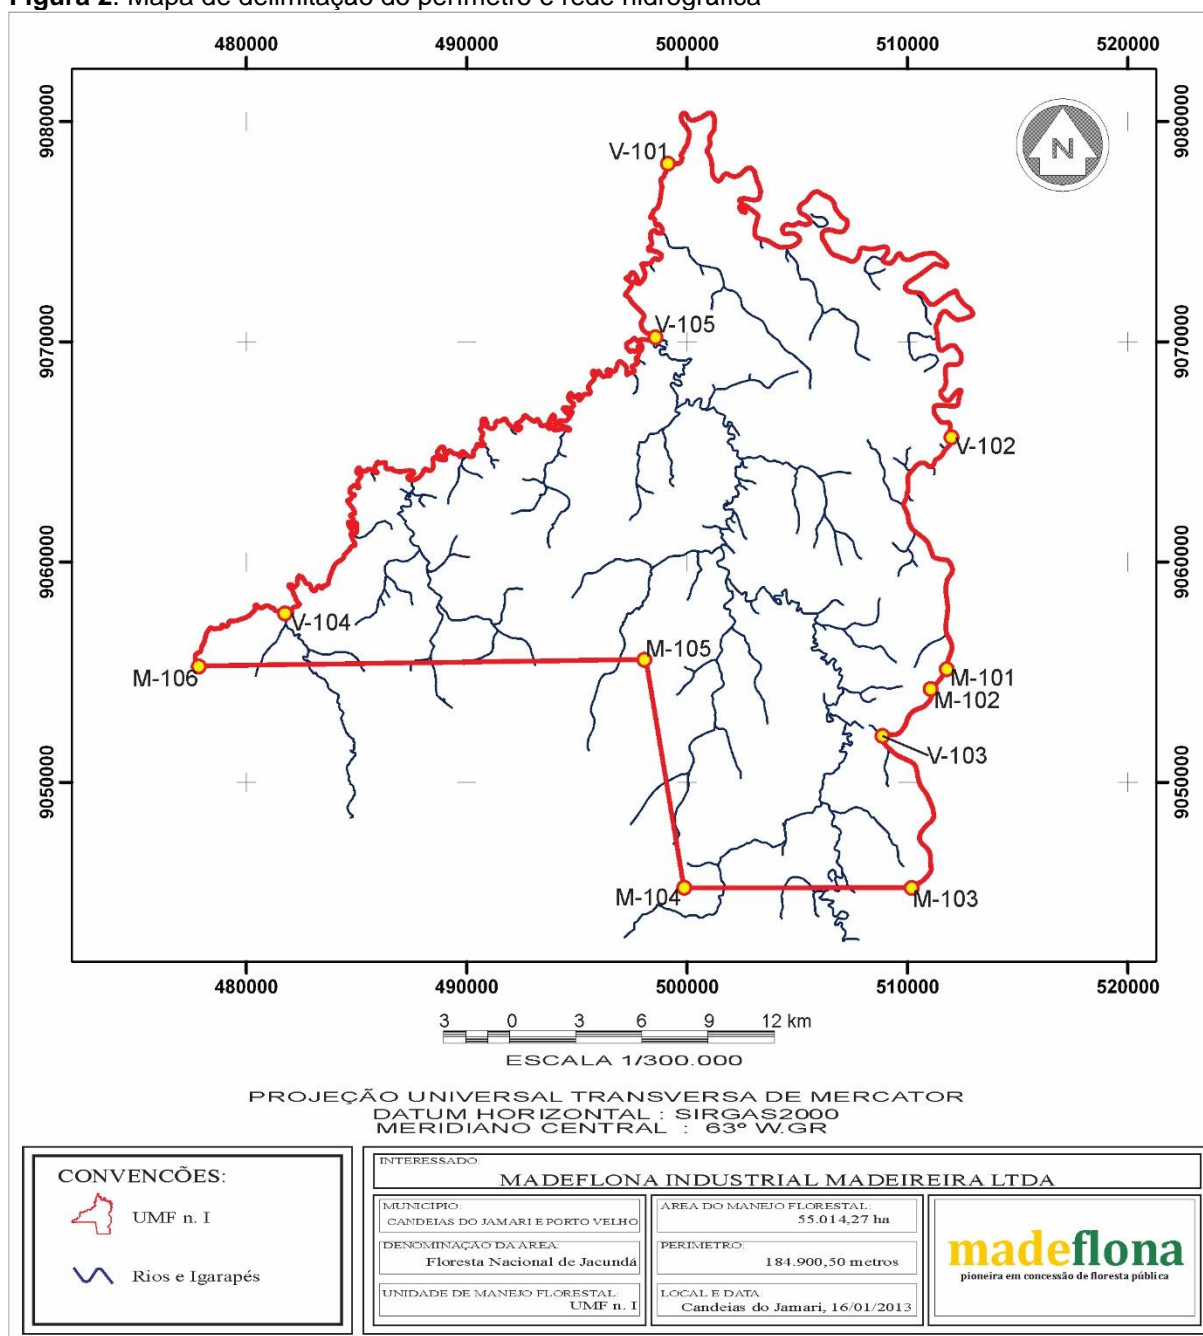 Figura 2. Mapa de delimitação do perímetro e rede hidrográfica
480000 490000 500000 510000 520000
9080000 9080000
V-101
N
V-105
9070000 9070000
V-102
9060000 9060000
V-104
M-106
M-105
M-101
M-102
V-103
9050000 9050000
M-104
M-103
480000 490000 500000 510000 520000
3 0 3 6 9 12 km
ESCALA 1/300.000
PROJEÇÃO UNIVERSAL TRANSVERSA DE MERCATOR
DATUM HORIZONTAL : SIRGAS2000
MERIDIANO CENTRAL : 63º W.GR
CONVENCÕES:
UMF n. I
Rios e Igarapés
INTERESSADO:
MADEFLONA INDUSTRIAL MADEIREIRA LTDA
MUNICIPIO:
CANDEIAS DO JAMARI E PORTO VELHO
DENOMINAÇÃO DA AREA:
Floresta Nacional de Jacundá
UNIDADE DE MANEJO FLORESTAL:
UMF n. I
AREA DO MANEJO FLORESTAL:
55.014,27 ha
PERIMETRO:
184.900,50 metros
LOCAL E DATA:
Candeias do Jamari, 16/01/2013
madeflona
pioneira em concessão de floresta pública